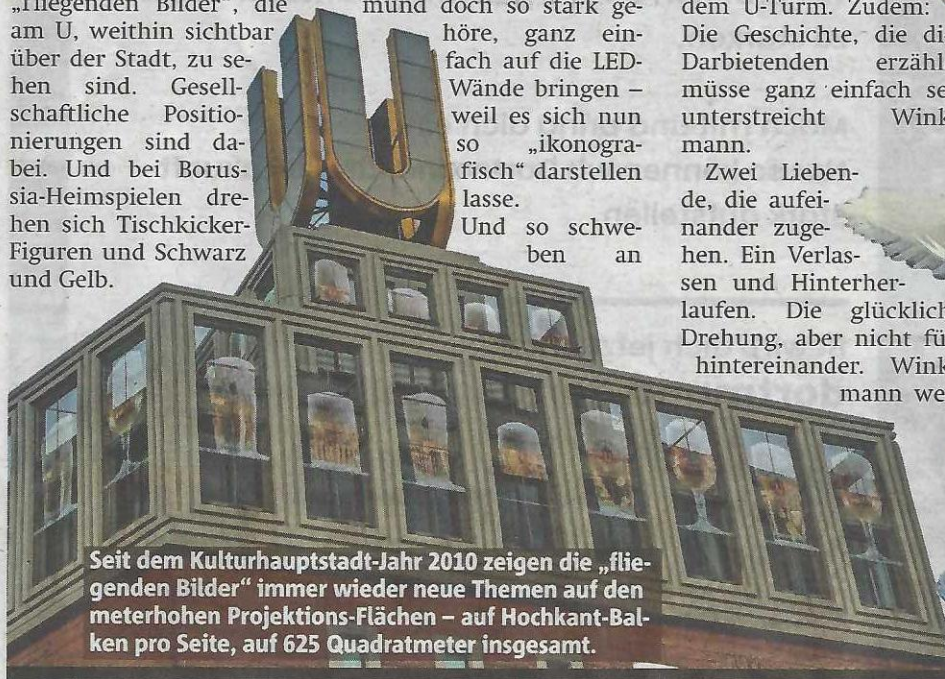 „fliegenden Bilder“, die
am U, weithin sichtbar
über der Stadt, zu se-
hen sind. Gesell-
schaftliche Positio-
nierungen sind da-
bei. Und bei Borus-
sia-Heimspielen dre-
hen sich Tischkicker-
Figuren und Schwarz
und Gelb.
mund doch so stark ge-
höre, ganz ein-
fach auf die LED-
Wände bringen –
weil es sich nun
so „ikonogra-
fisch“ darstellen
lasse.
Und so schwe-
ben an
dem U-Turm. Zudem:
Die Geschichte, die di
Darbietenden erzähl
müsse ganz einfach se
unterstreicht Wink
mann.
Zwei Lieben-
de, die aufei-
nander zuge-
hen. Ein Verlas-
sen und Hinterher-
laufen. Die glücklich
Drehung, aber nicht fü
hintereinander. Wink
mann we
U
Seit dem Kulturhauptstadt-Jahr 2010 zeigen die „flie-
genden Bilder“ immer wieder neue Themen auf den
meterhohen Projektions-Flächen – auf Hochkant-Bal-
ken pro Seite, auf 625 Quadratmeter insgesamt.